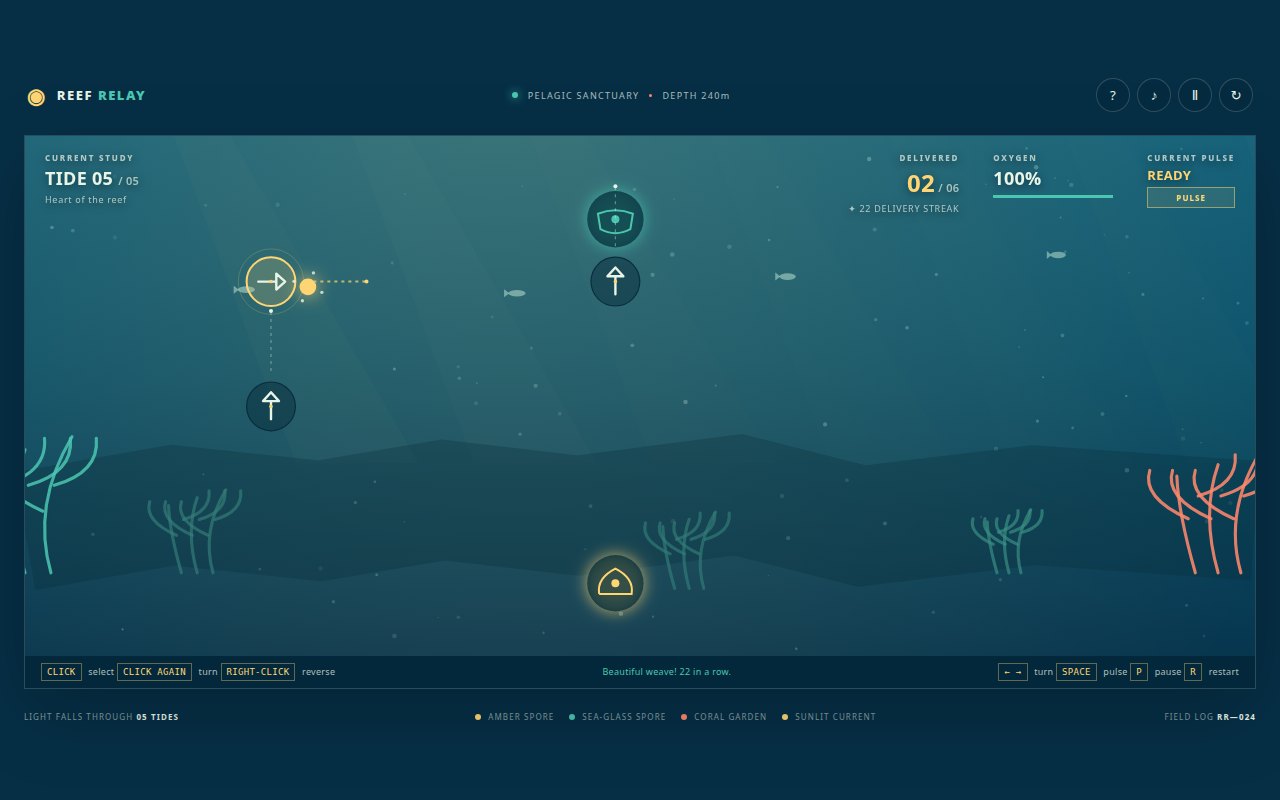 REEF RELAY
PELAGIC SANCTUARY • DEPTH 240m
? ♪ Ⅱ ↻
CURRENT STUDY
TIDE 05 / 05
Heart of the reef
DELIVERED
02 / 06
✦ 22 DELIVERY STREAK
OXYGEN
100%
CURRENT PULSE
READY
PULSE
CLICK select CLICK AGAIN turn RIGHT-CLICK reverse
Beautiful weave! 22 in a row.
← → turn SPACE pulse P pause R restart
LIGHT FALLS THROUGH 05 TIDES
AMBER SPORE SEA-GLASS SPORE CORAL GARDEN SUNLIT CURRENT
FIELD LOG RR—024